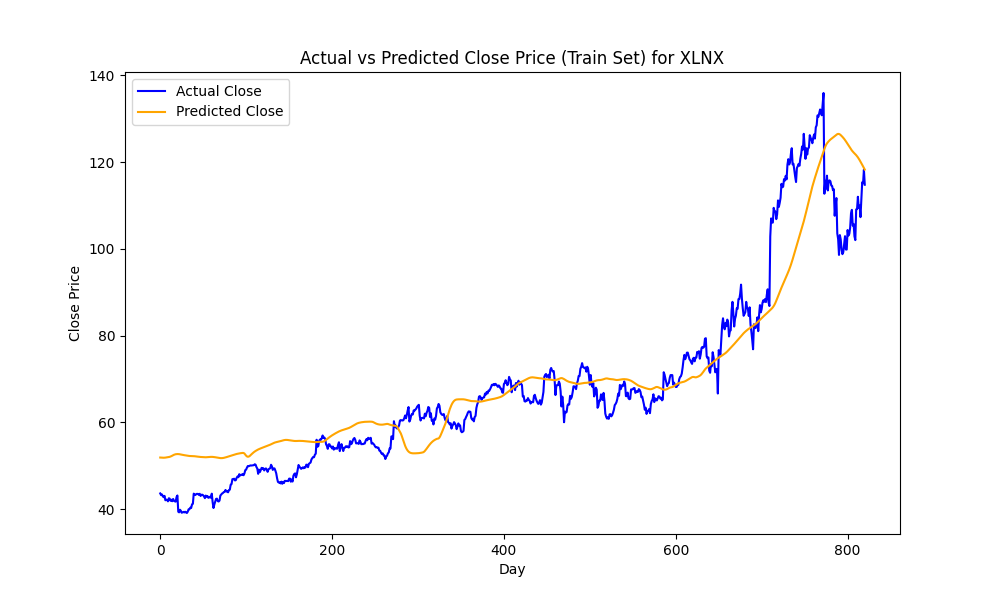 Actual vs Predicted Close Price (Train Set) for XLNX
Actual Close
Predicted Close
Close Price
140
120
100
80
60
40
0 200 400 600 800
Day